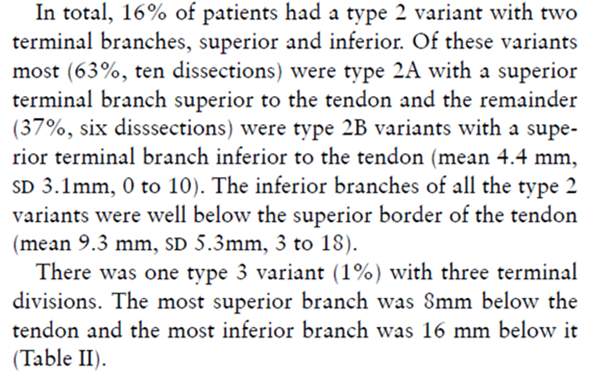 In total, 16% of patients had a type 2 variant with two
terminal branches, superior and inferior. Of these variants
most (63%, ten dissections) were type 2A with a superior
terminal branch superior to the tendon and the remainder
(37%, six disssections) were type 2B variants with a supe-
rior terminal branch inferior to the tendon (mean 4.4 mm,
SD 3.1mm, 0 to 10). The inferior branches of all the type 2
variants were well below the superior border of the tendon
(mean 9.3 mm, SD 5.3mm, 3 to 18).
There was one type 3 variant (1%) with three terminal
divisions. The most superior branch was 8mm below the
tendon and the most inferior branch was 16 mm below it
(Table II).